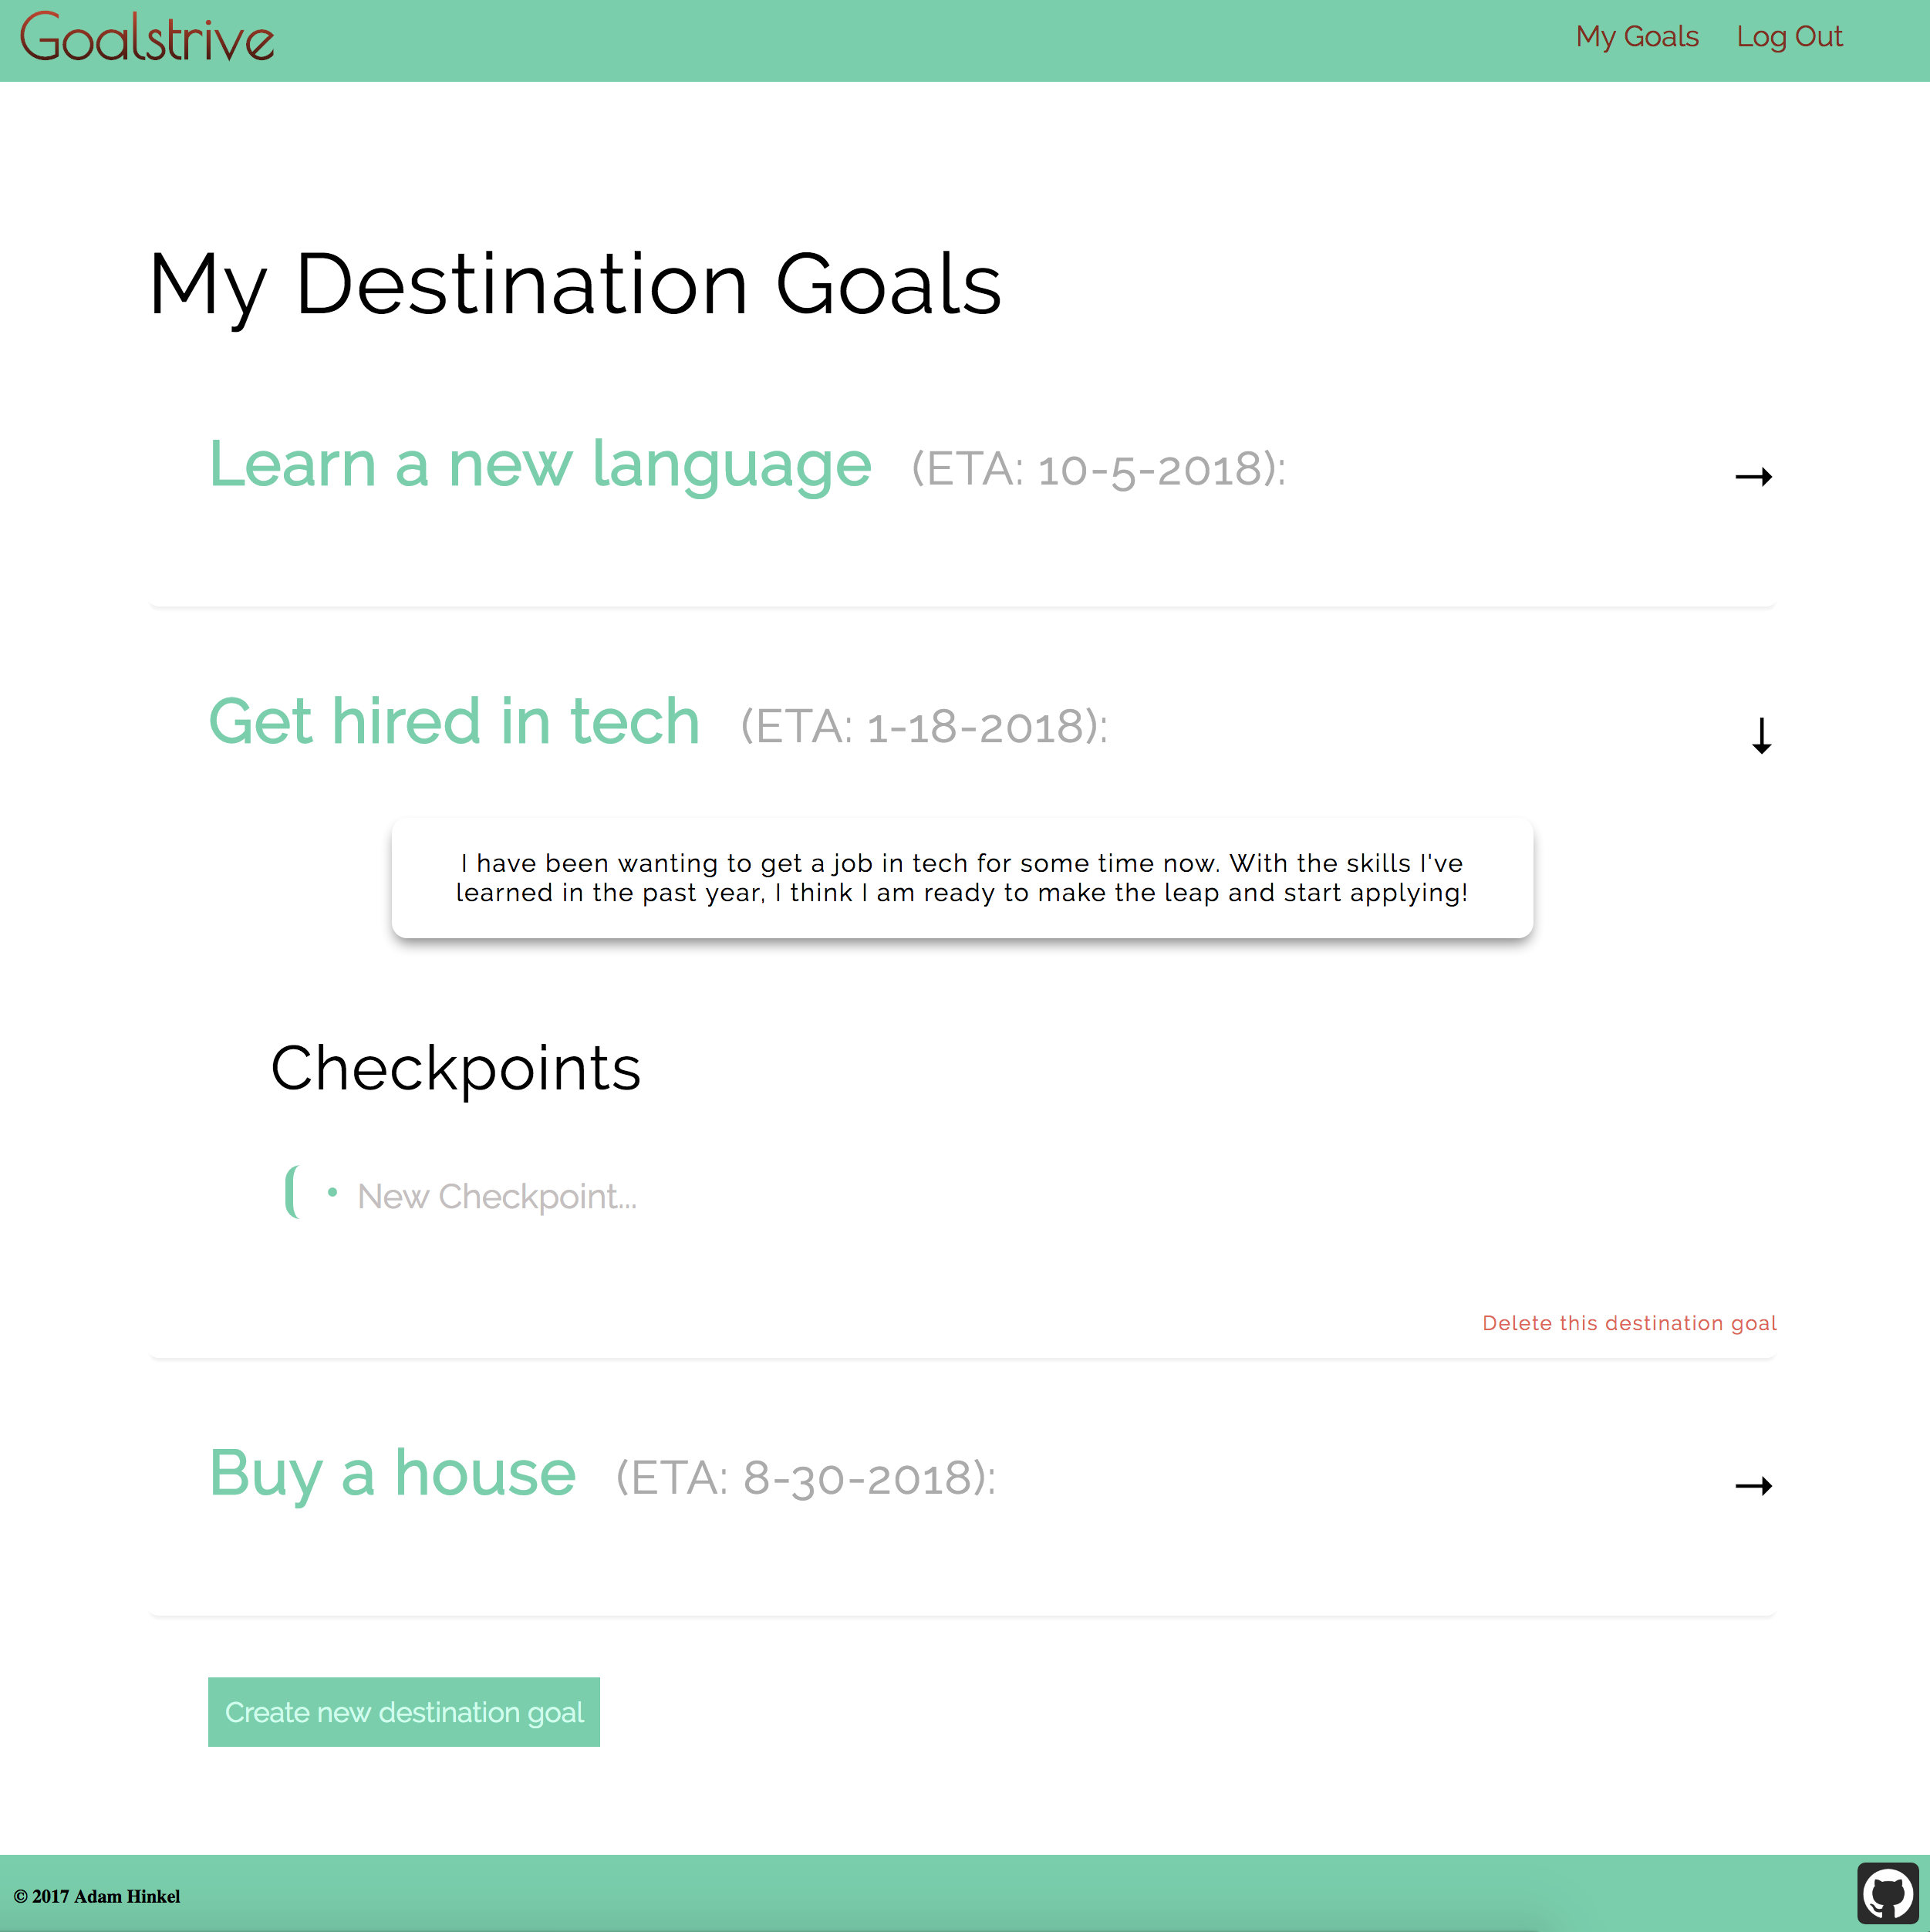 Goalstrive
My Goals
Log Out
My Destination Goals
Learn a new language (ETA: 10-5-2018):
Get hired in tech (ETA: 1-18-2018):
I have been wanting to get a job in tech for some time now. With the skills I've
learned in the past year, I think I am ready to make the leap and start applying!
Checkpoints
New Checkpoint...
Delete this destination goal
Buy a house (ETA: 8-30-2018):
Create new destination goal
© 2017 Adam Hinkel